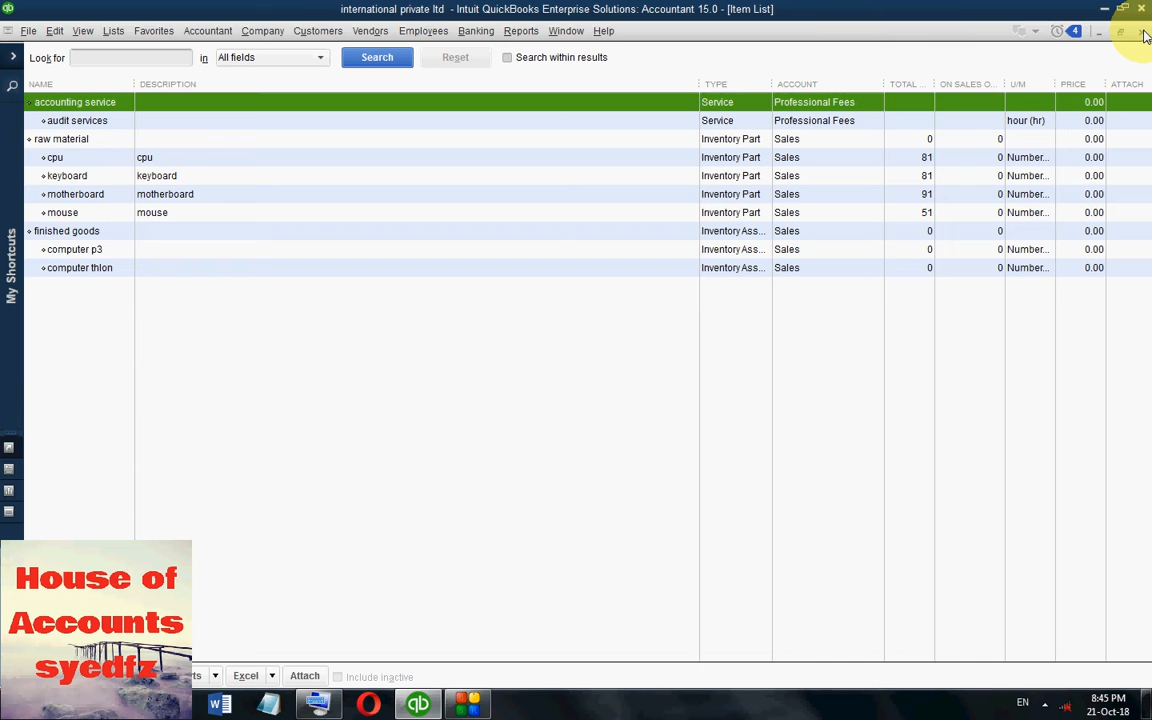 international private ltd - Intuit QuickBooks Enterprise Solutions: Accountant 15.0 - [Item List]
File Edit View Lists Favorites Accountant Company Customers Vendors Employees Banking Reports Window Help 4
Look for in All fields Search Reset Search within results
NAME DESCRIPTION TYPE ACCOUNT TOTAL ... ON SALES O... U/M PRICE ATTACH
accounting service Service Professional Fees 0.00
audit services Service Professional Fees hour (hr) 0.00
raw material Inventory Part Sales 0 0 0.00
cpu cpu Inventory Part Sales 81 0 Number... 0.00
keyboard keyboard Inventory Part Sales 81 0 Number... 0.00
motherboard motherboard Inventory Part Sales 91 0 Number... 0.00
mouse mouse Inventory Part Sales 51 0 Number... 0.00
finished goods Inventory Ass... Sales 0 0 0.00
computer p3 Inventory Ass... Sales 0 0 Number... 0.00
computer thlon Inventory Ass... Sales 0 0 Number... 0.00
My Shortcuts
House of
Accounts
syedfz
ts Excel Attach Include inactive
qb
EN
8:45 PM
21-Oct-18